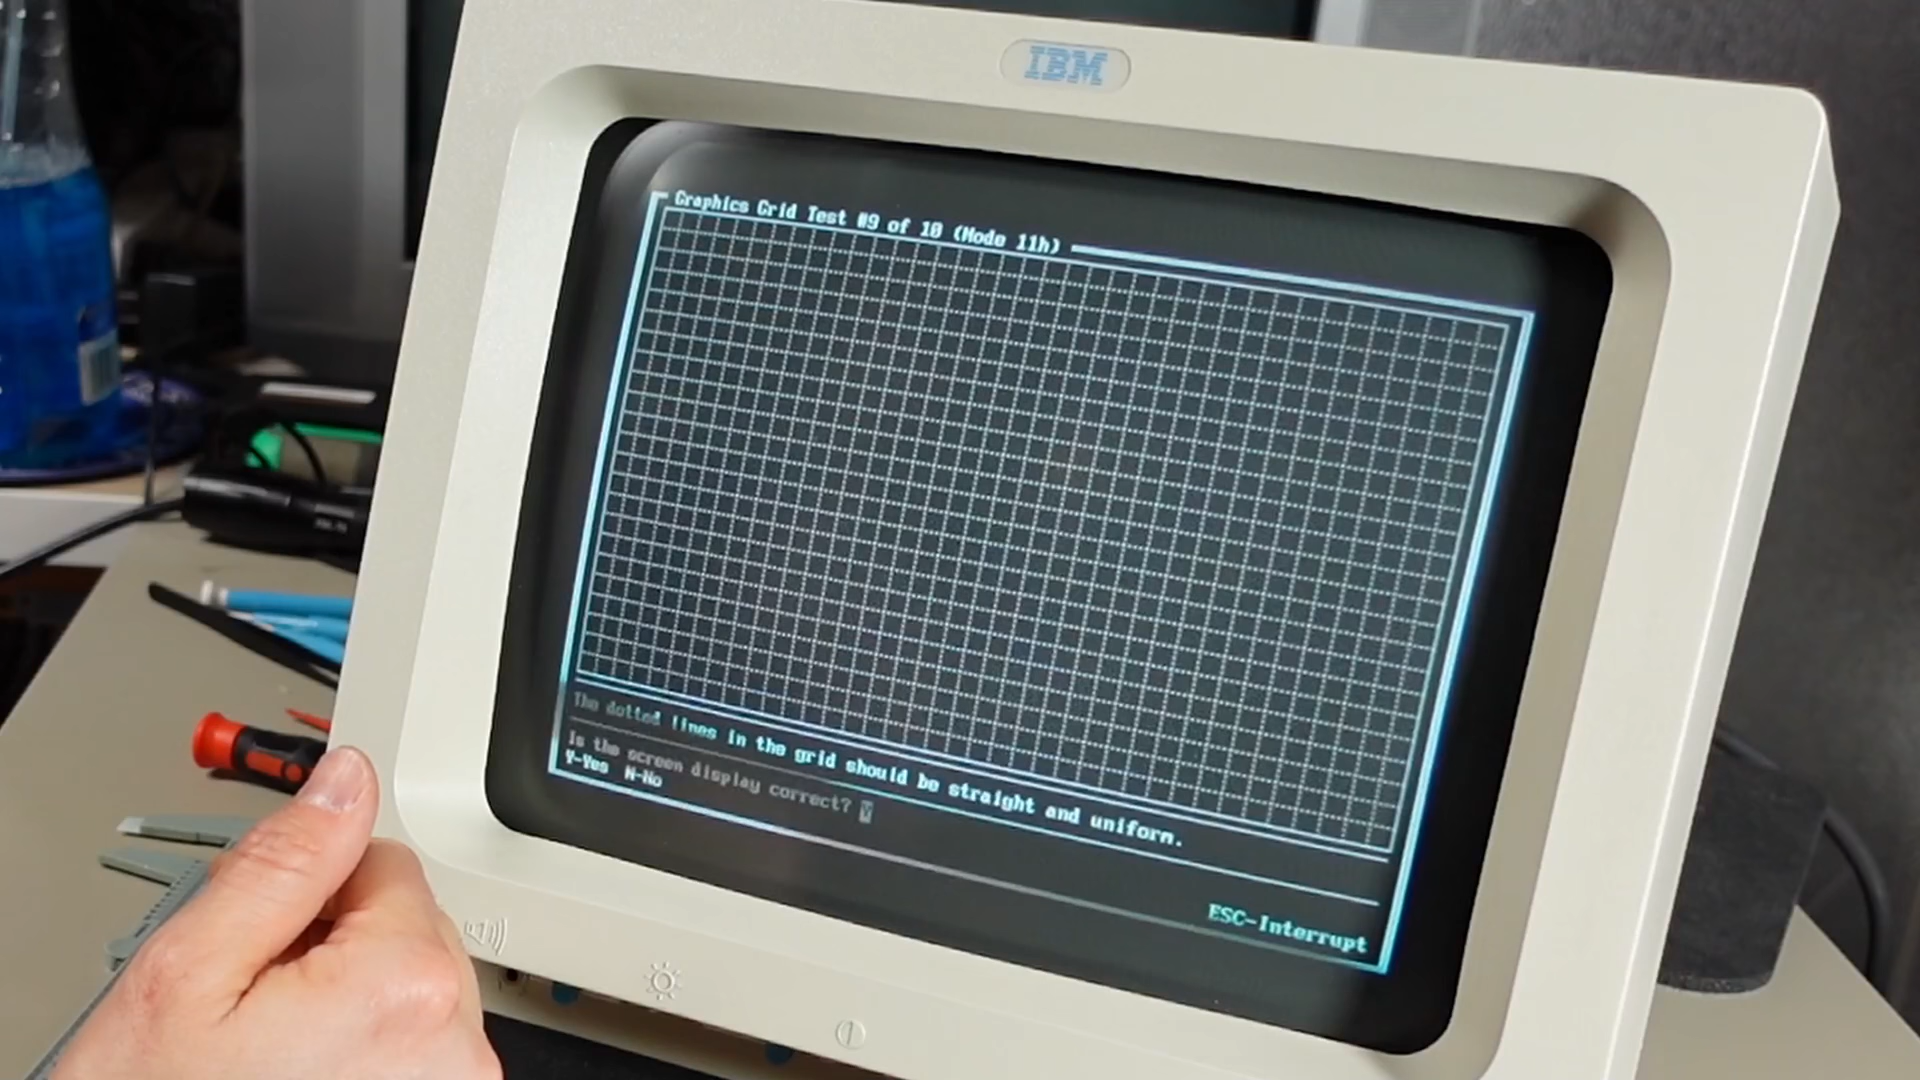 IBM
Graphics Grid Test #9 of 10 (Mode 11h)
The dotted lines in the grid should be straight and uniform.
Is the screen display correct? Y
Y-Yes N-No
ESC-Interrupt